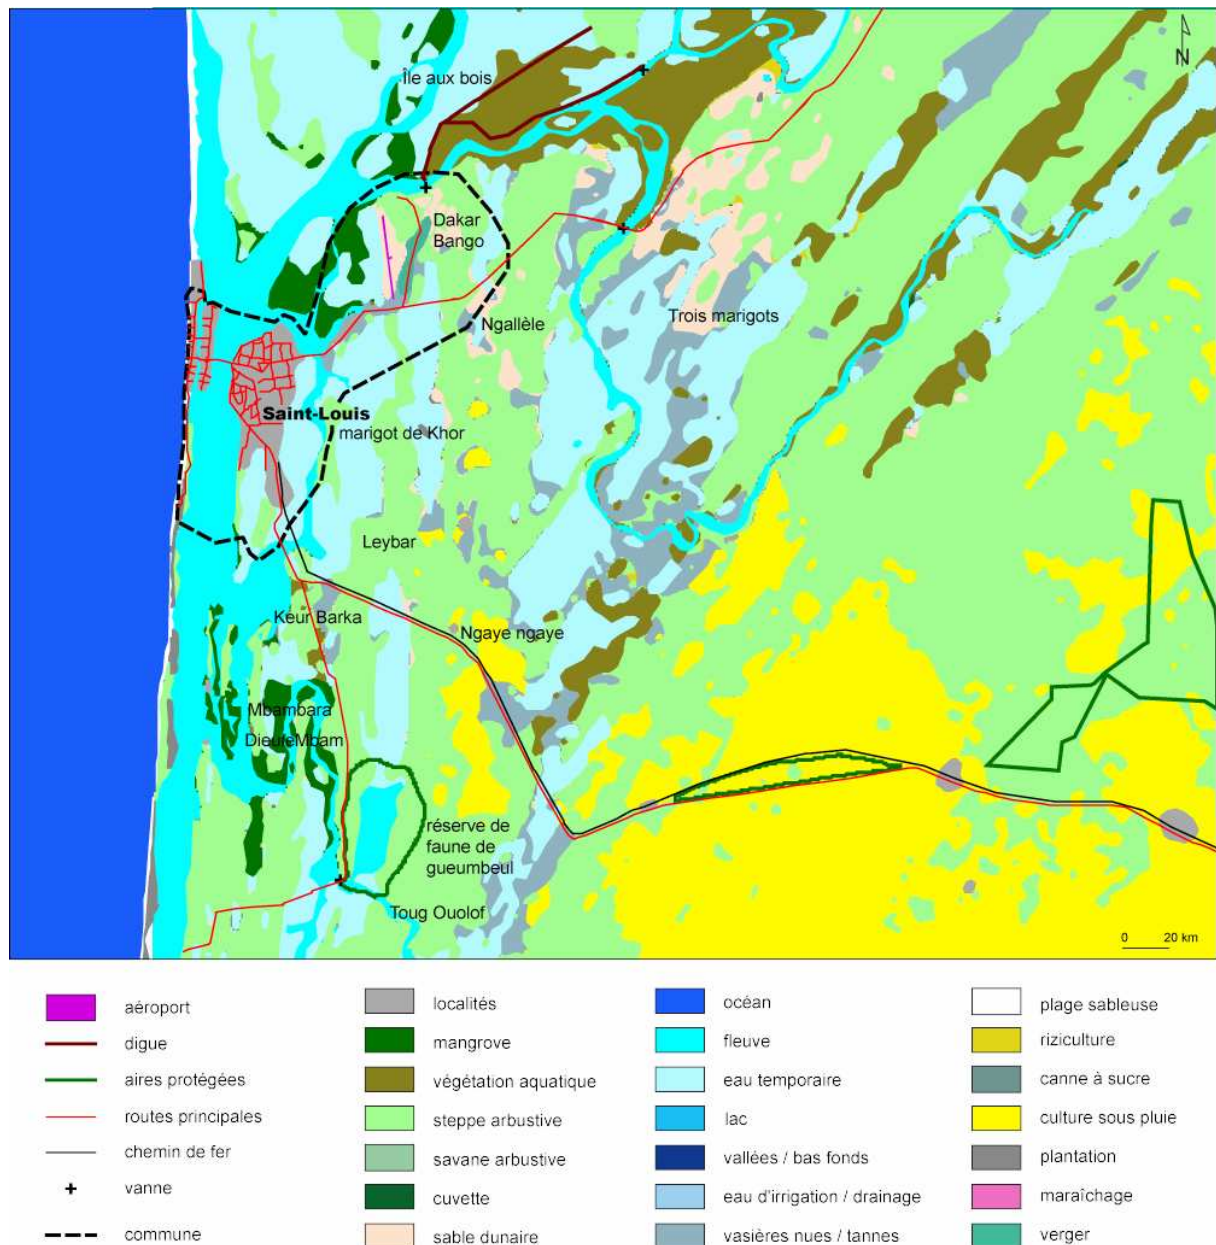 N
Île aux bois
Dakar
Bango
Ngallèle
Trois marigots
Saint-Louis
marigot de Khor
Leybar
Keur Barka
Ngaye ngaye
Mbambara
DieuleMbam
réserve de
faune de
gueumbeul
Toug Ouolof
0 20 km
aéroport
digue
aires protégées
routes principales
chemin de fer
vanne
commune
localités
mangrove
végétation aquatique
steppe arbustive
savane arbustive
cuvette
sable dunaire
océan
fleuve
eau temporaire
lac
vallées / bas fonds
eau d'irrigation / drainage
vasières nues / tannes
plage sableuse
riziculture
canne à sucre
culture sous pluie
plantation
maraîchage
verger